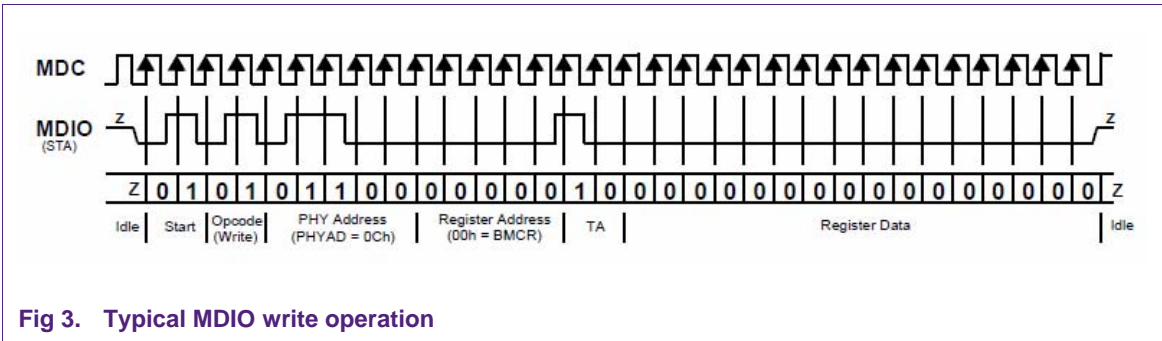 MDC
Z Z
MDIO
(STA)
Z 0 1 0 1 0 1 1 0 0 0 0 0 0 0 1 0 0 0 0 0 0 0 0 0 0 0 0 0 0 0 0 0 Z
Idle Start Opcode (Write) PHY Address (PHYAD = 0Ch) Register Address (00h = BMCR) TA Register Data Idle
Fig 3. Typical MDIO write operation